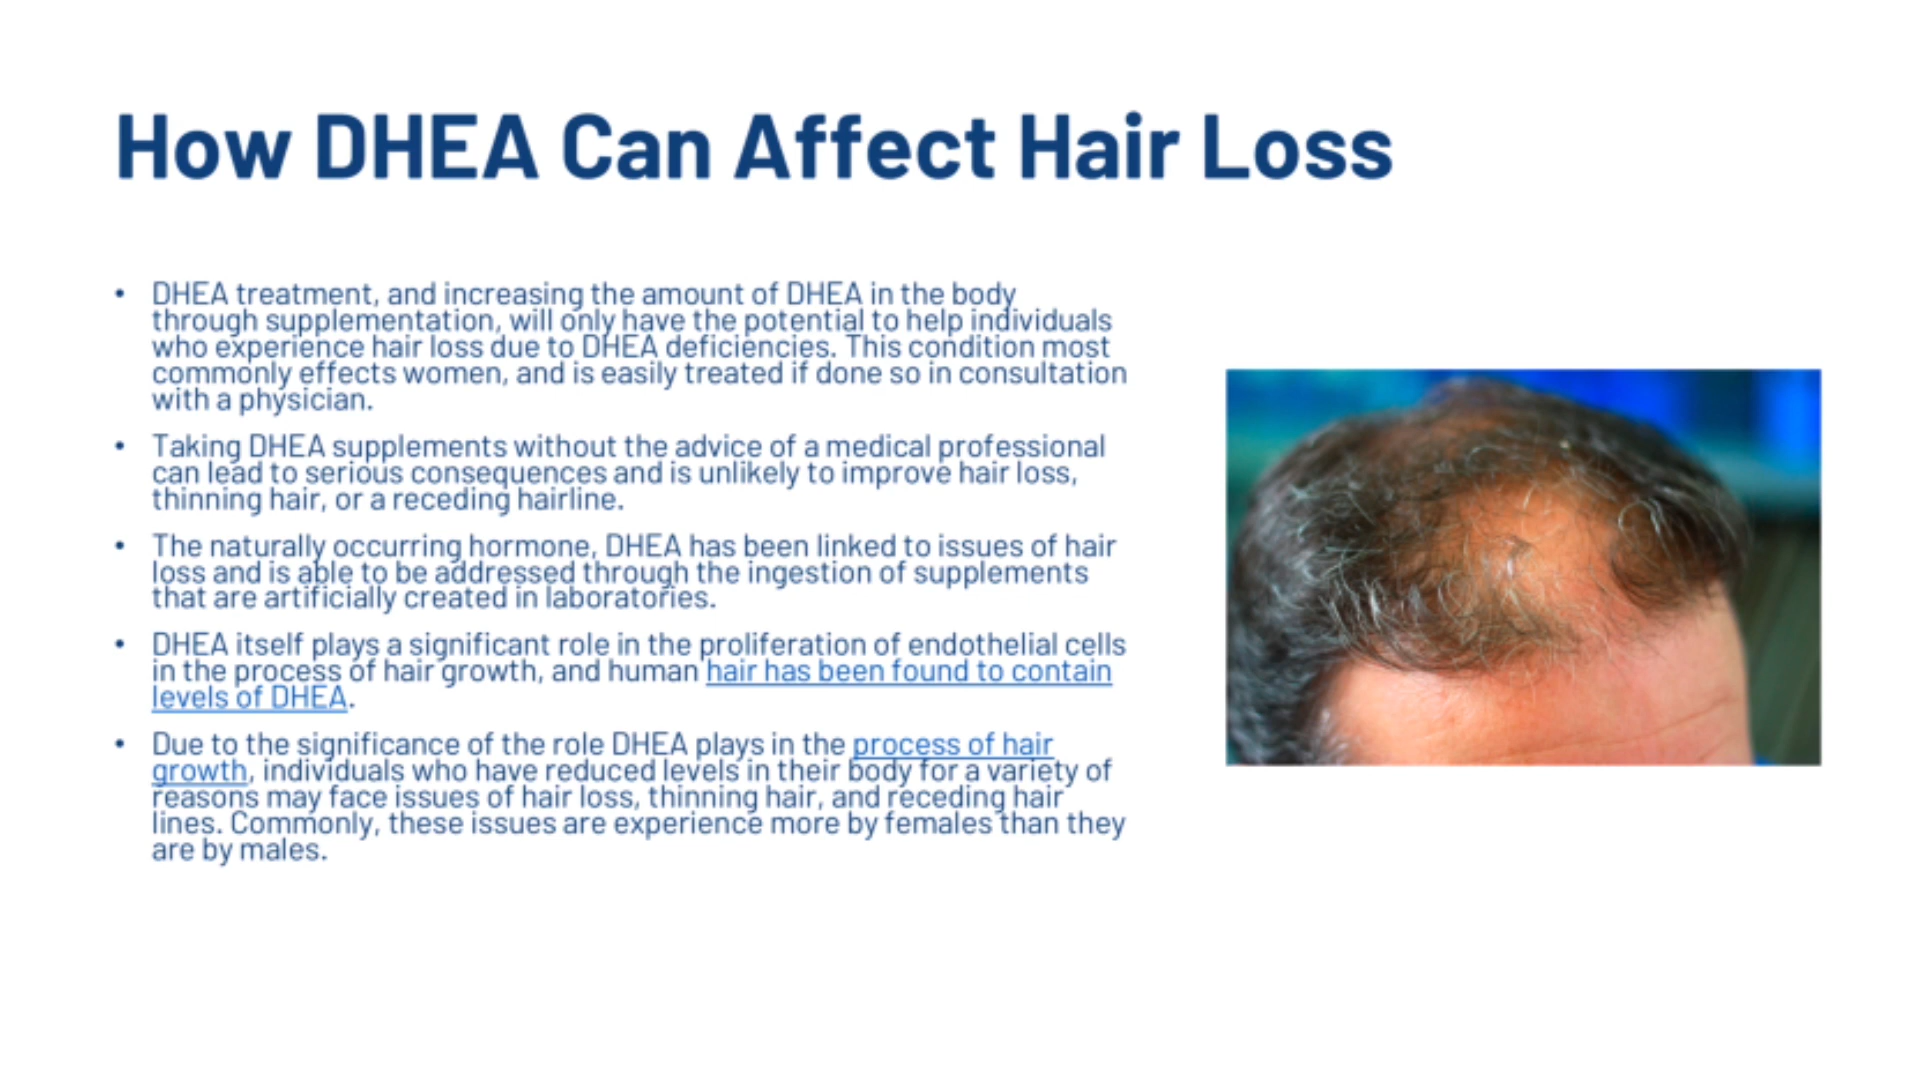 How DHEA Can Affect Hair Loss
• DHEA treatment, and increasing the amount of DHEA in the body
through supplementation, will only have the potential to help individuals
who experience hair loss due to DHEA deficiencies. This condition most
commonly effects women, and is easily treated if done so in consultation
with a physician.
• Taking DHEA supplements without the advice of a medical professional
can lead to serious consequences and is unlikely to improve hair loss,
thinning hair, or a receding hairline.
• The naturally occurring hormone, DHEA has been linked to issues of hair
loss and is able to be addressed through the ingestion of supplements
that are artificially created in laboratories.
• DHEA itself plays a significant role in the proliferation of endothelial cells
in the process of hair growth, and human hair has been found to contain
levels of DHEA.
• Due to the significance of the role DHEA plays in the process of hair
growth, individuals who have reduced levels in their body for a variety of
reasons may face issues of hair loss, thinning hair, and receding hair
lines. Commonly, these issues are experience more by females than they
are by males.